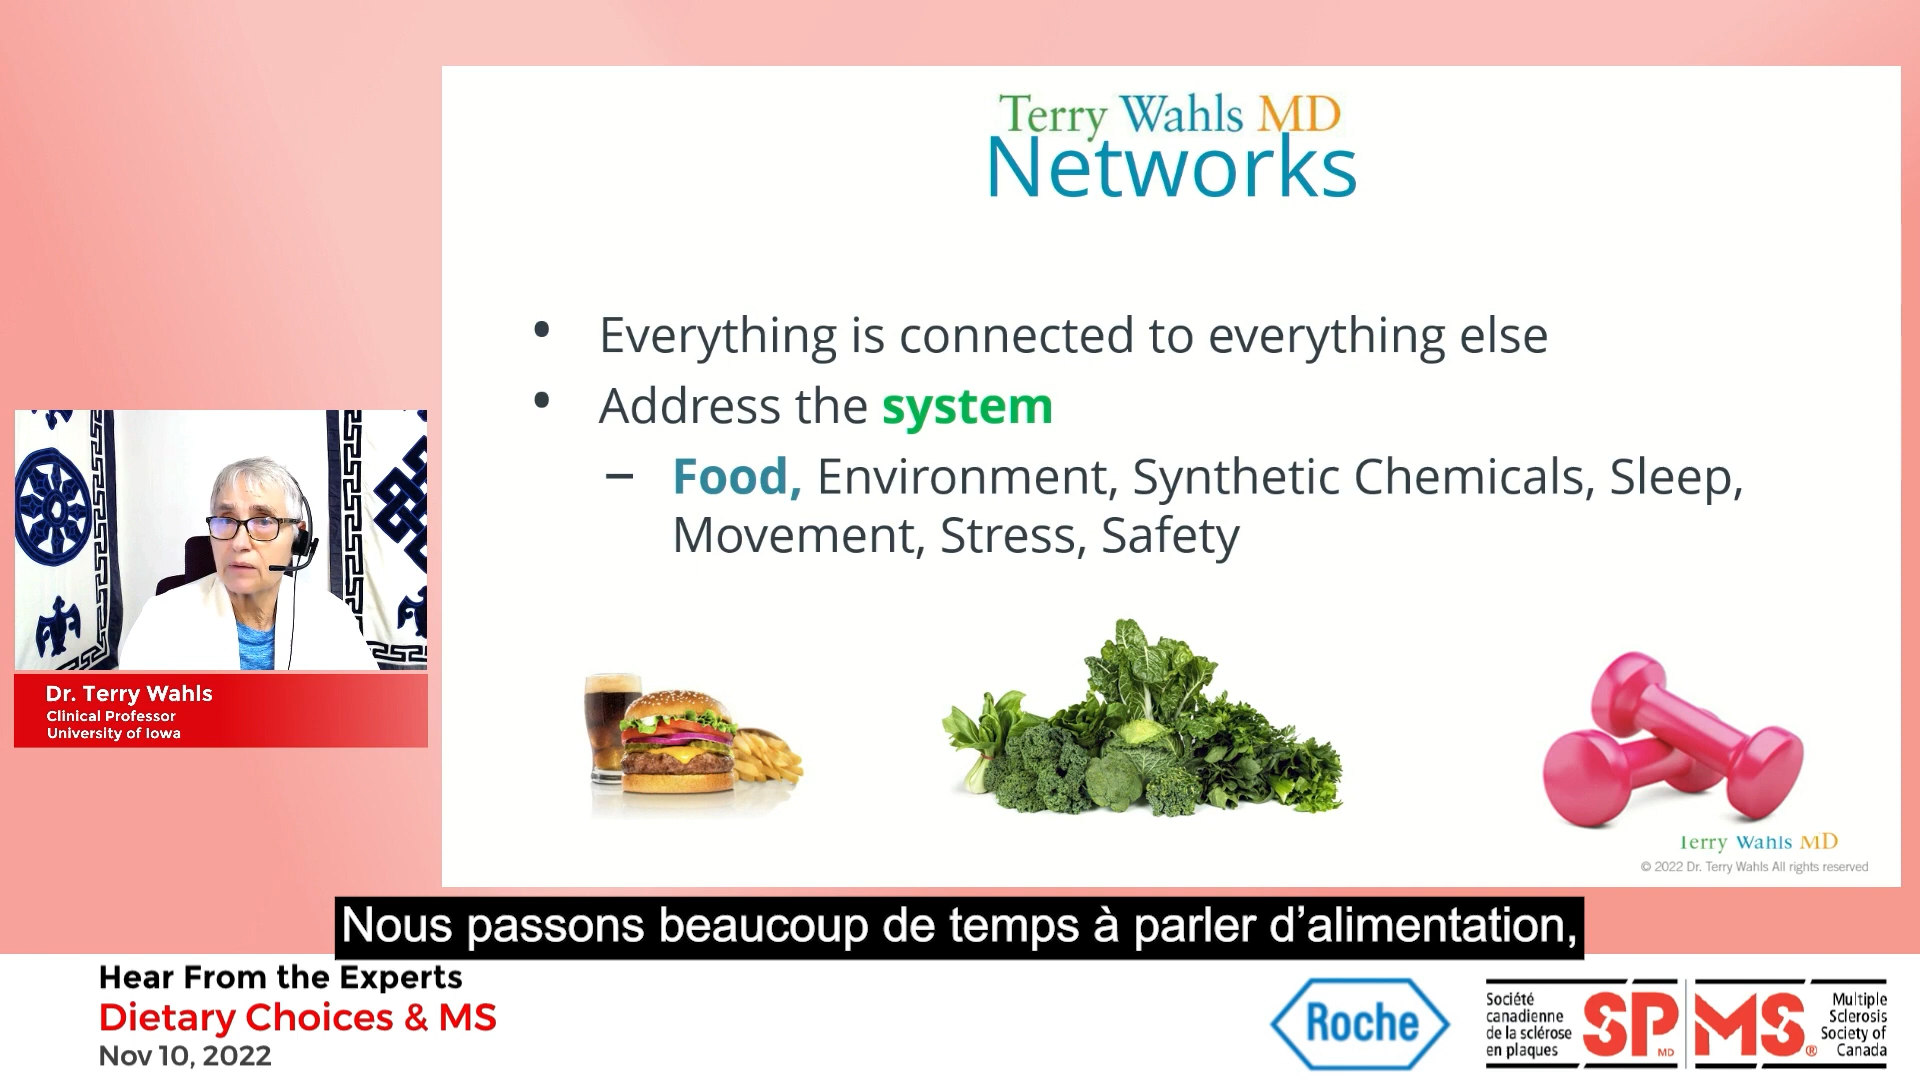 Terry Wahls MD
Networks
• Everything is connected to everything else
• Address the system
– Food, Environment, Synthetic Chemicals, Sleep,
Movement, Stress, Safety
Terry Wahls MD
© 2022 Dr. Terry Wahls All rights reserved
Dr. Terry Wahls
Clinical Professor
University of Iowa
Nous passons beaucoup de temps à parler d’alimentation,
Hear From the Experts
Dietary Choices & MS
Nov 10, 2022
Roche
Société
canadienne
de la sclérose
en plaques
SP MD
MS ®
Multiple
Sclerosis
Society of
Canada